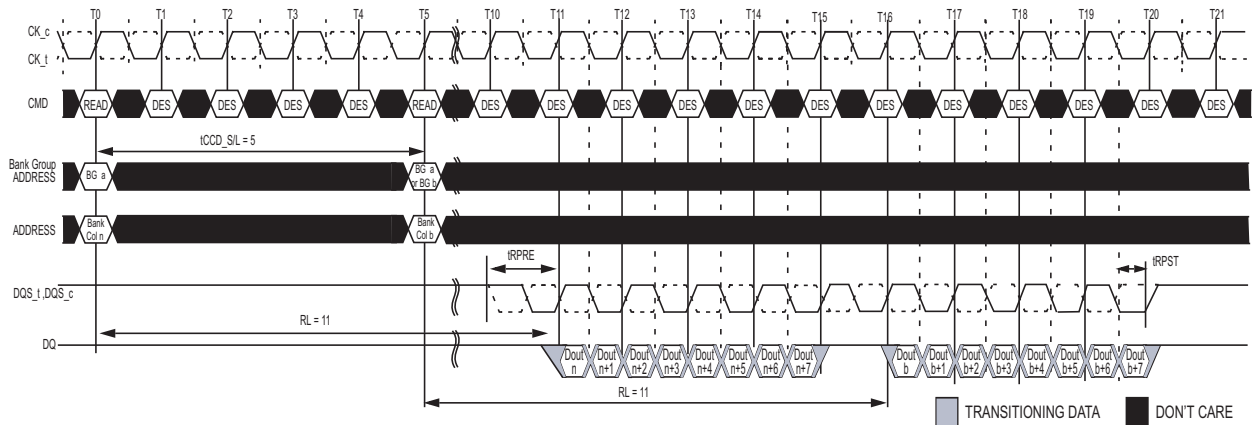 T0 T1 T2 T3 T4 T5 T10 T11 T12 T13 T14 T15 T16 T17 T18 T19 T20 T21
CK_c
CK_t
CMD READ DES DES DES DES READ DES DES DES DES DES DES DES DES DES DES DES DES
tCCD_S/L = 5
Bank Group
ADDRESS
BG a
BG a
or BG b
ADDRESS
Bank
Col n
Bank
Col b
tRPRE
tRPST
DQS_t ,DQS_c
RL = 11
DQ
Dout
n
Dout
n+1
Dout
n+2
Dout
n+3
Dout
n+4
Dout
n+5
Dout
n+6
Dout
n+7
Dout
b
Dout
b+1
Dout
b+2
Dout
b+3
Dout
b+4
Dout
b+5
Dout
b+6
Dout
b+7
RL = 11
TRANSITIONING DATA
DON'T CARE